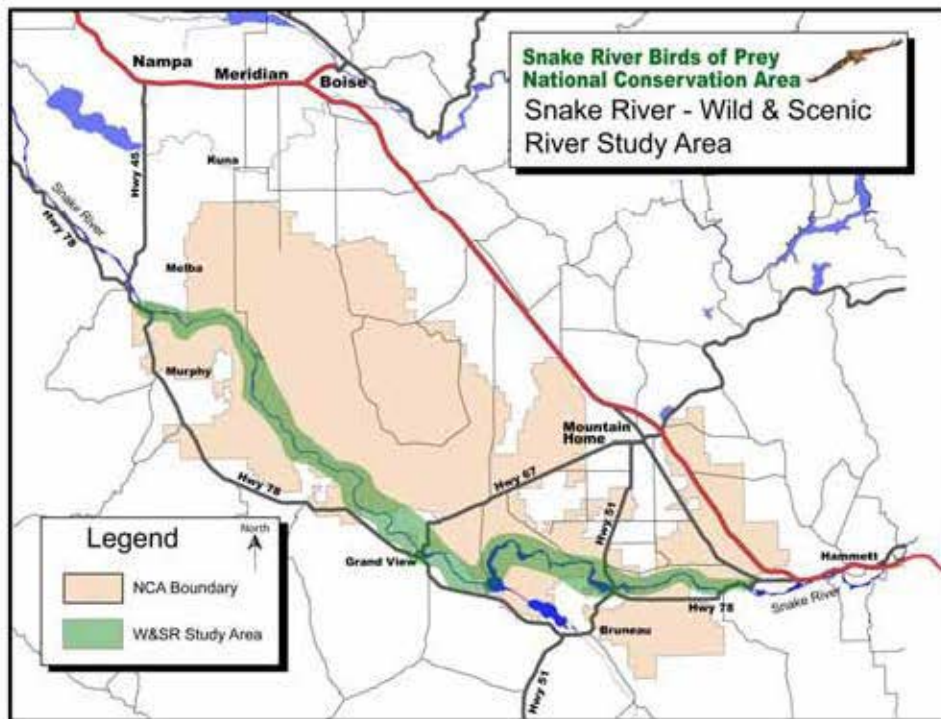 Snake River Birds of Prey
National Conservation Area
Snake River - Wild & Scenic
River Study Area
Nampa
Meridian
Boise
Kuna
Hwy 45
Snake River
Hwy 78
Melba
Murphy
Mountain
Home
Hwy 67
Hwy 78
Hwy 51
Grand View
Hammett
Snake River
Hwy 78
Bruneau
Hwy 51
Legend
North
NCA Boundary
W&SR Study Area